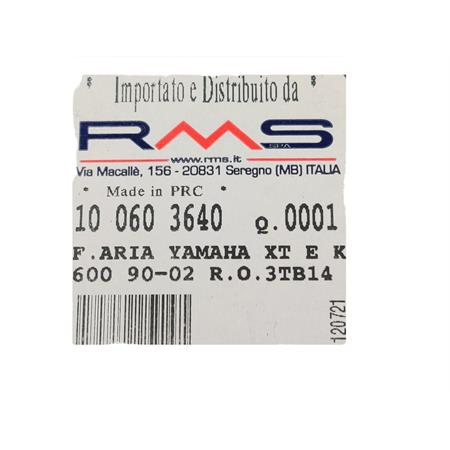 * Importato e Distribuito da *
RMS
SPA
www.rms.it
Via Macallè, 156 - 20831 Seregno (MB) ITALIA
* Made in PRC *
10 060 3640 Q.0001
F.ARIA YAMAHA XT E K
600 90-02 R.O.3TB14
120721